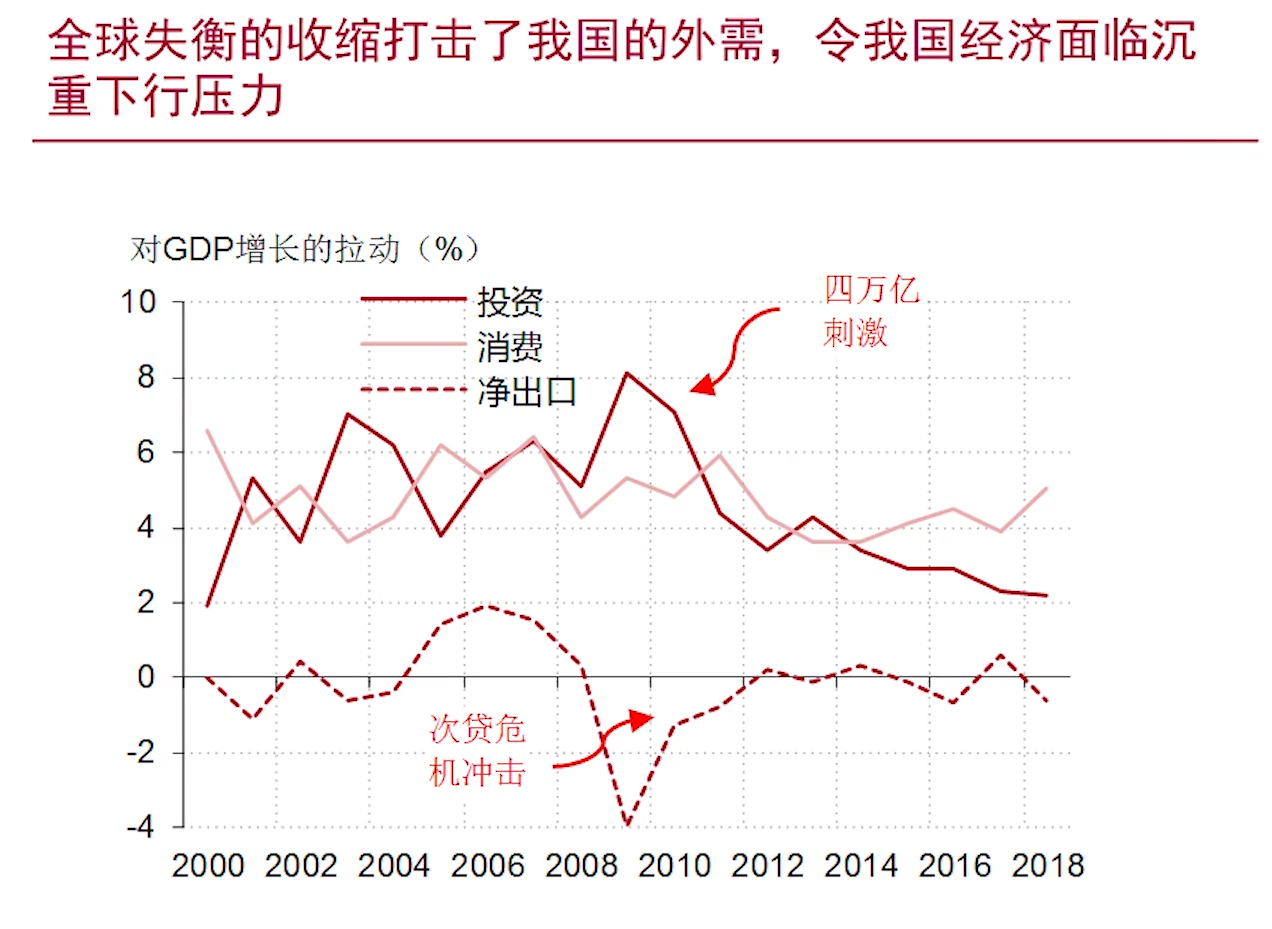 全球失衡的收缩打击了我国的外需，令我国经济面临沉
重下行压力
对GDP增长的拉动（%）
10
8
6
4
2
0
-2
-4
投资
消费
净出口
四万亿
刺激
次贷危
机冲击
2000 2002 2004 2006 2008 2010 2012 2014 2016 2018